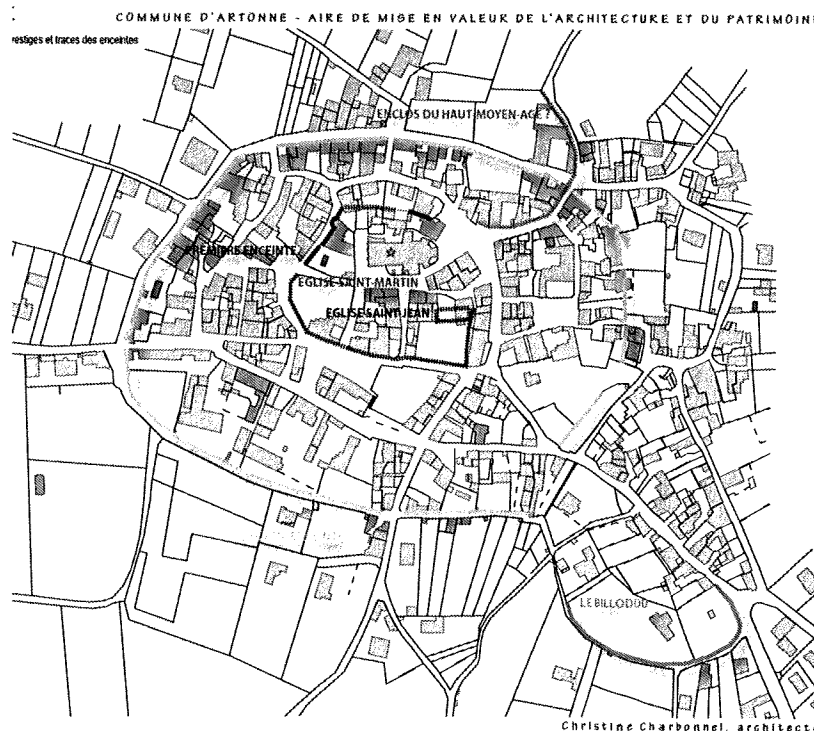 COMMUNE D'ARTONNE - AIRE DE MISE EN VALEUR DE L'ARCHITECTURE ET DU PATRIMOINE
vestiges et traces des enceintes
ENCLOS DU HAUT-MOYEN-AGE ?
PREMIERE ENCEINTE
EGLISE SAINT-MARTIN
EGLISE SAINT-JEAN
LE BILLODOU
Christine Charbonnel, architecte